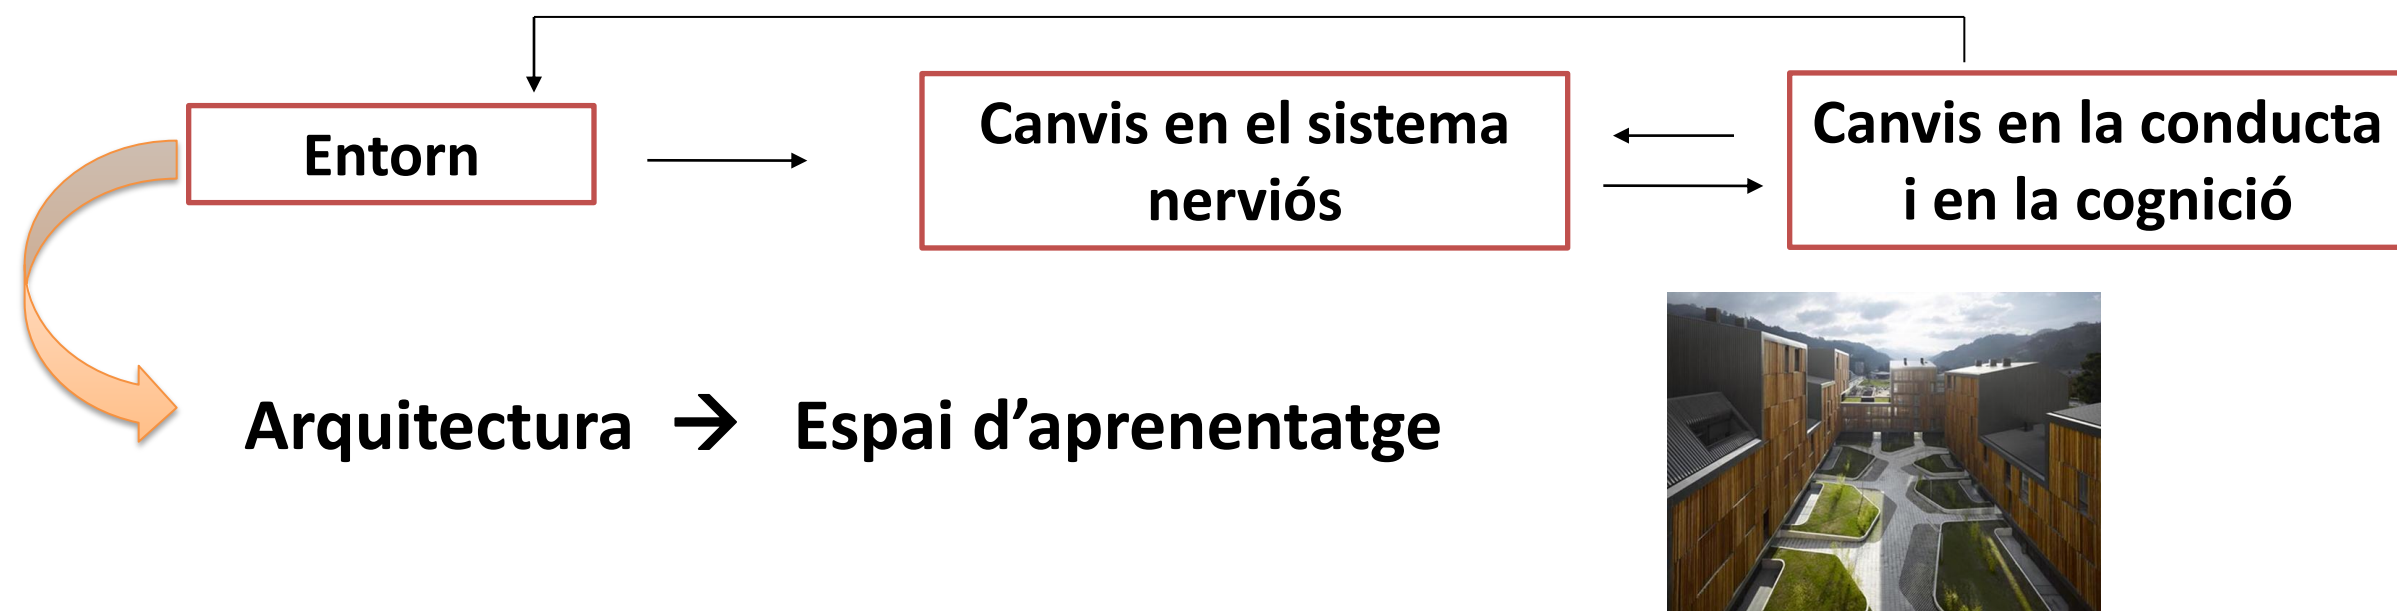 Entorn
Canvis en el sistema
nerviós
Canvis en la conducta
i en la cognició
Arquitectura → Espai d’aprenentatge